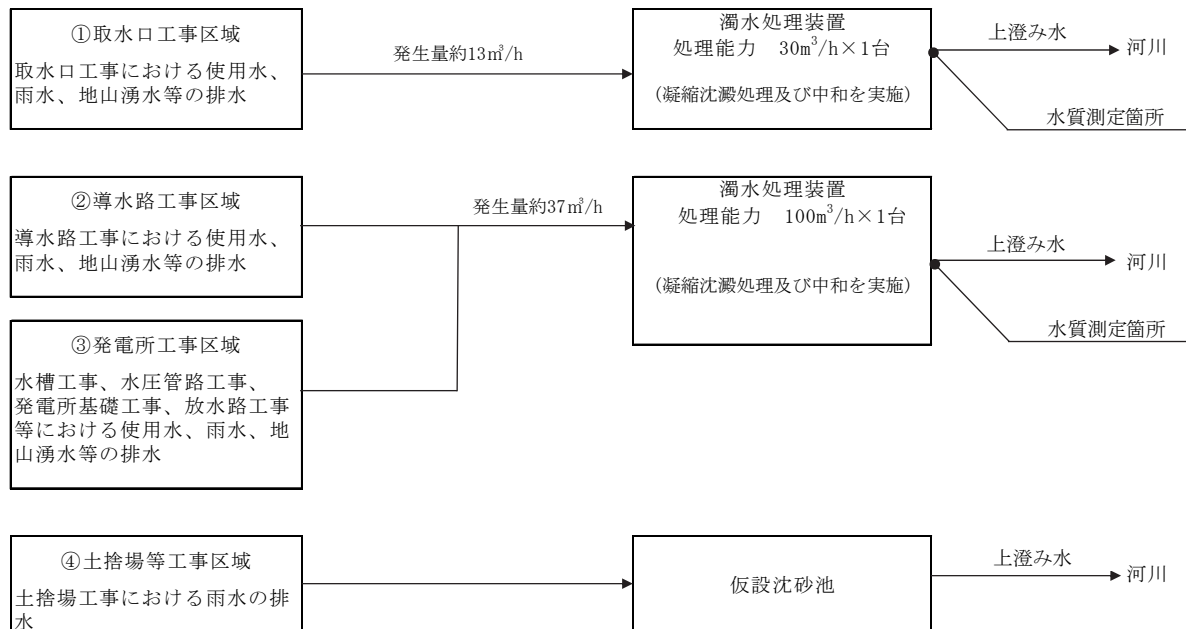 ①取水口工事区域
取水口工事における使用水、
雨水、地山湧水等の排水
発生量約13㎥/h
濁水処理装置
処理能力　30m³/h×1台
(凝縮沈澱処理及び中和を実施)
上澄み水
河川
水質測定箇所
②導水路工事区域
導水路工事における使用水、
雨水、地山湧水等の排水
発生量約37㎥/h
濁水処理装置
処理能力　100m³/h×1台
(凝縮沈澱処理及び中和を実施)
上澄み水
河川
水質測定箇所
③発電所工事区域
水槽工事、水圧管路工事、
発電所基礎工事、放水路工事
等における使用水、雨水、地
山湧水等の排水
④土捨場等工事区域
土捨場工事における雨水の排
水
仮設沈砂池
上澄み水
河川